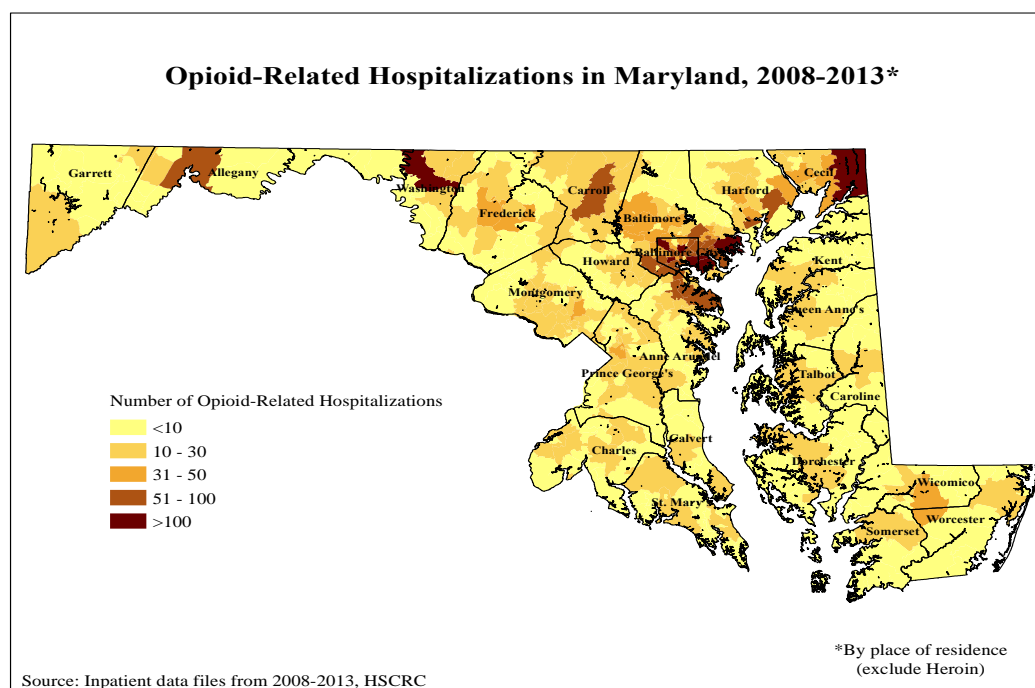 Opioid-Related Hospitalizations in Maryland, 2008-2013*
Garrett
Allegany
Washington
Frederick
Carroll
Baltimore
Harford
Cecil
Baltimore City
Howard
Kent
Montgomery
Queen Anne's
Anne Arundel
Prince George's
Talbot
Caroline
Calvert
Charles
Dorchester
St. Mary's
Wicomico
Worcester
Somerset
Number of Opioid-Related Hospitalizations
<10
10 - 30
31 - 50
51 - 100
>100
*By place of residence
(exclude Heroin)
Source: Inpatient data files from 2008-2013, HSCRC